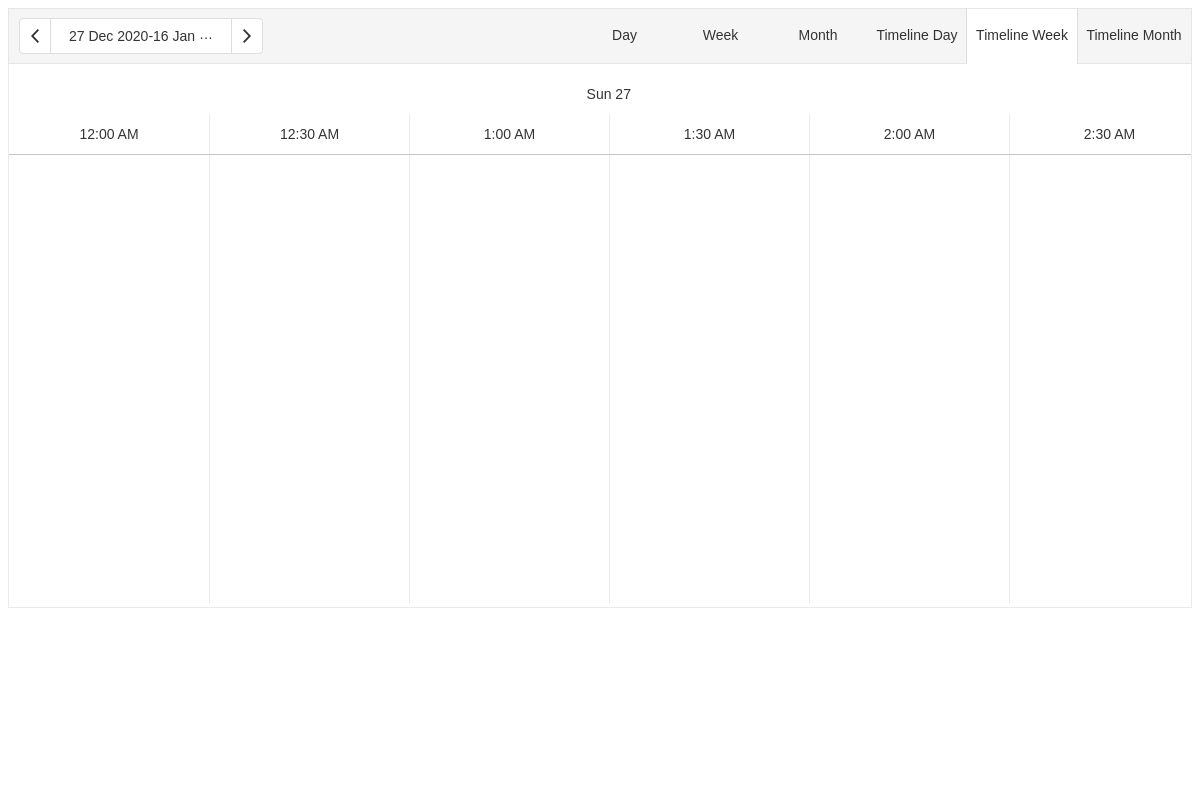 27 Dec 2020-16 Jan ... Day Week Month Timeline Day Timeline Week Timeline Month
Sun 27
12:00 AM 12:30 AM 1:00 AM 1:30 AM 2:00 AM 2:30 AM